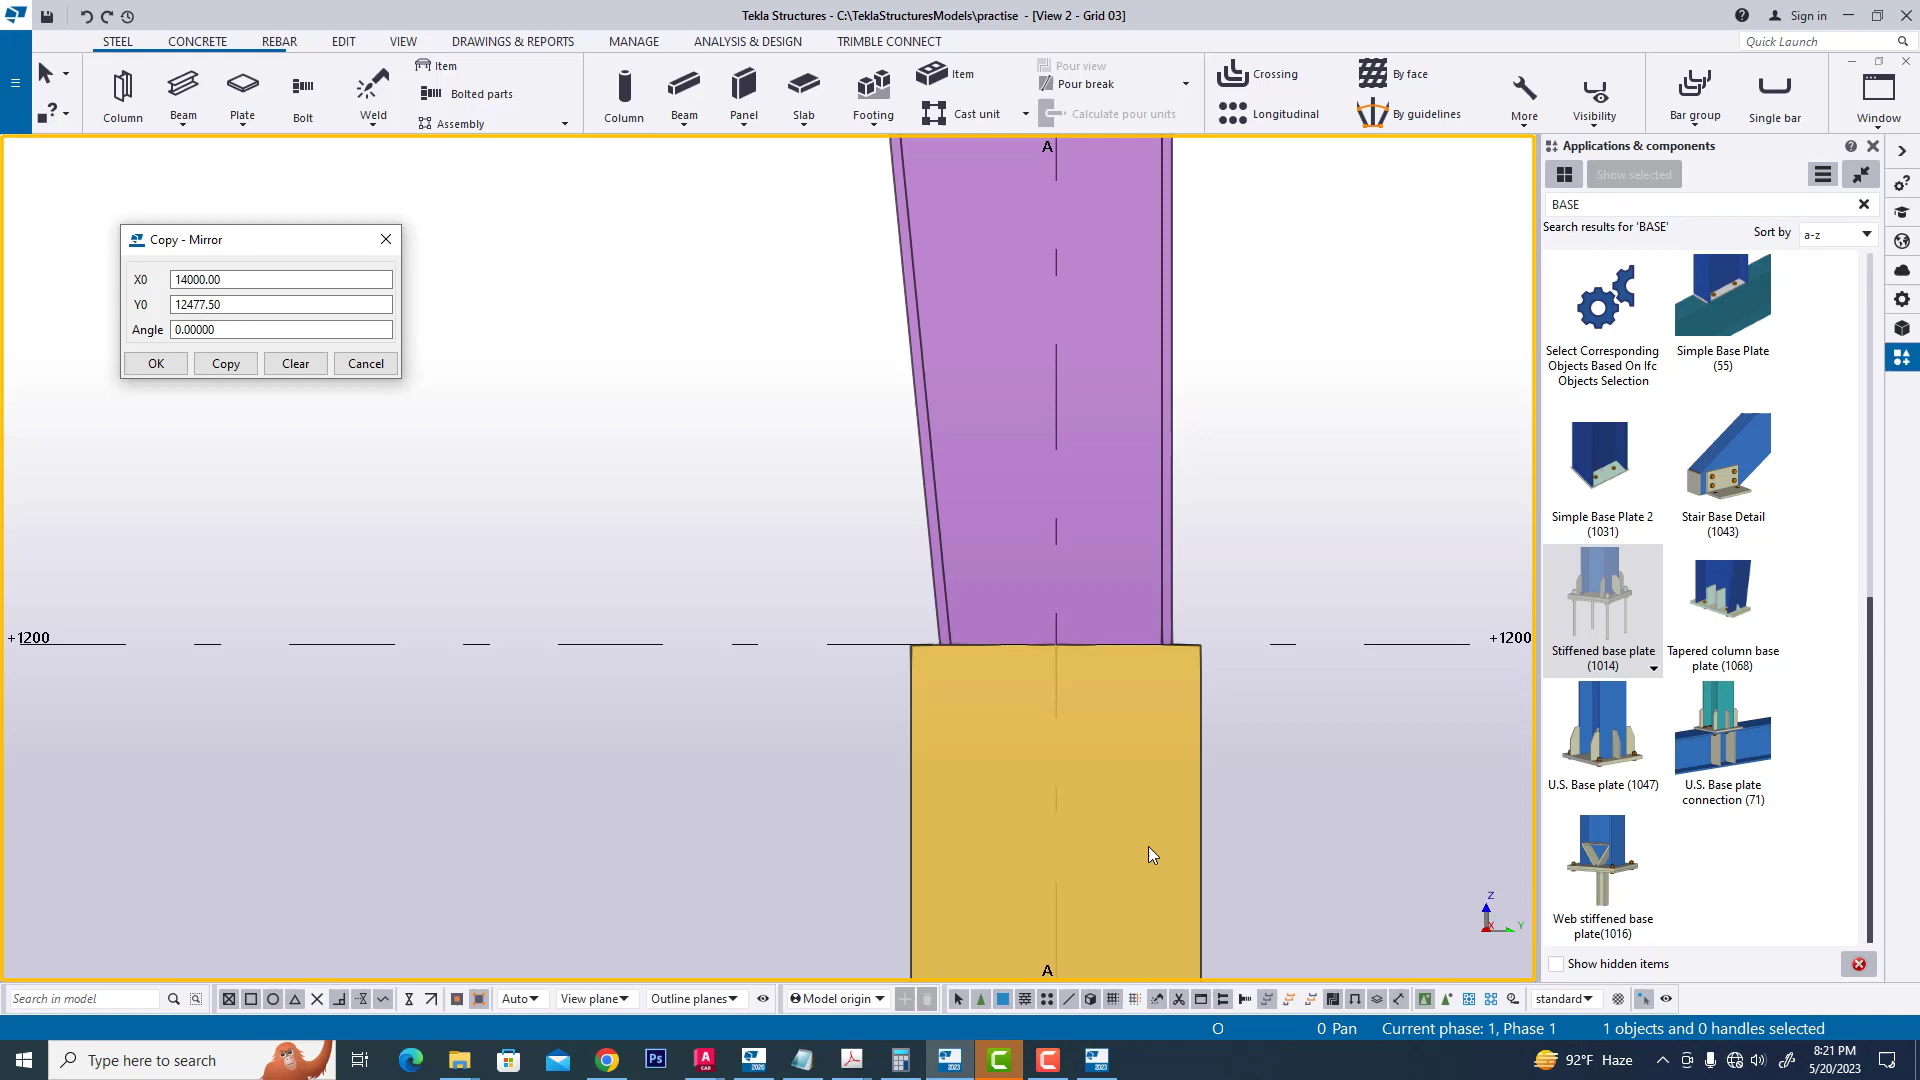 Tekla Structures - C:\TeklaStructuresModels\practise - [View 2 - Grid 03]
Sign in
STEEL CONCRETE REBAR EDIT VIEW DRAWINGS & REPORTS MANAGE ANALYSIS & DESIGN TRIMBLE CONNECT
Quick Launch
Column Beam Plate Bolt Weld
Item
Bolted parts
Assembly
Column Beam Panel Slab Footing
Item
Cast unit
Pour view
Pour break
Calculate pour units
Crossing
Longitudinal
By face
By guidelines
More
Visibility
Bar group
Single bar
Window
A
Copy - Mirror
X0 14000.00
Y0 12477.50
Angle 0.00000
OK Copy Clear Cancel
+1200
+1200
A
Z
X
Y
Applications & components
Show selected
BASE
Search results for 'BASE'
Sort by a-z
Select Corresponding
Objects Based On Ifc
Objects Selection
Simple Base Plate
(55)
Simple Base Plate 2
(1031)
Stair Base Detail
(1043)
Stiffened base plate
(1014)
Tapered column base
plate (1068)
U.S. Base plate (1047)
U.S. Base plate
connection (71)
Web stiffened base
plate(1016)
Show hidden items
Search in model
Auto
View plane
Outline planes
Model origin
standard
O 0 Pan Current phase: 1, Phase 1 1 objects and 0 handles selected
Type here to search
Ps
A
CAD
2020
2023
2023
92°F Haze
8:21 PM
5/20/2023